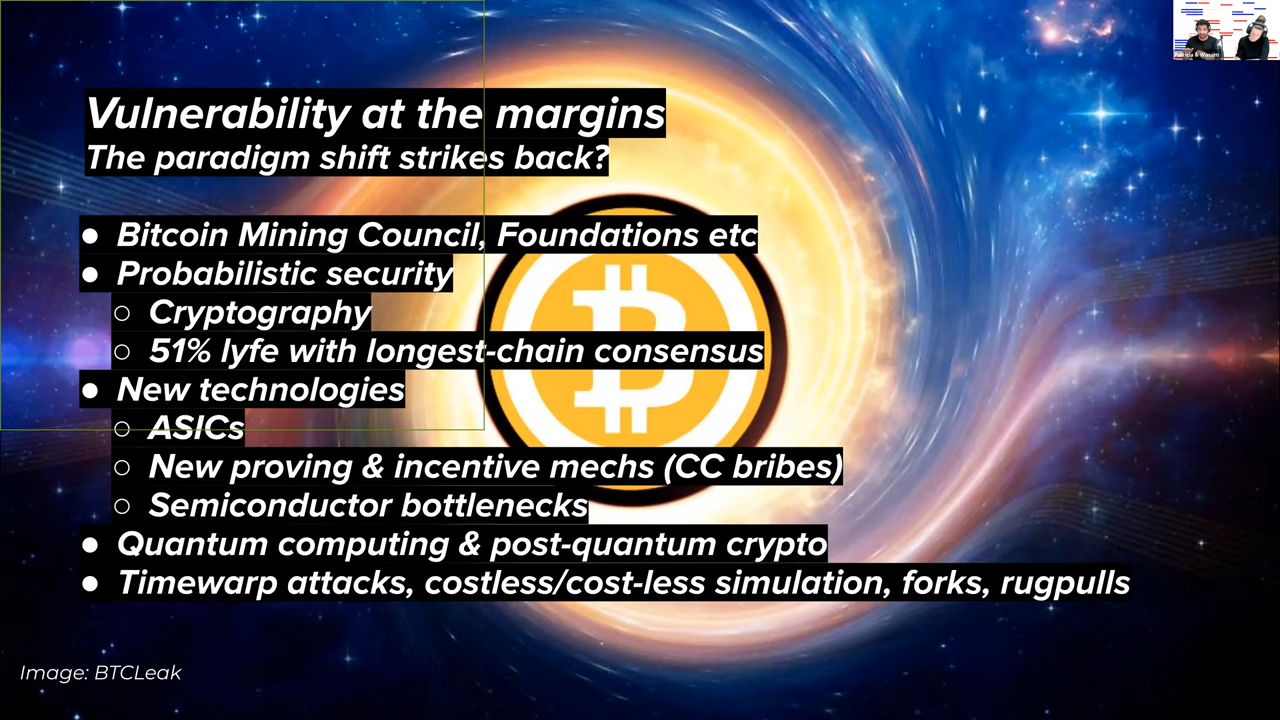 Vulnerability at the margins
The paradigm shift strikes back?
● Bitcoin Mining Council, Foundations etc
● Probabilistic security
○ Cryptography
○ 51% lyfe with longest-chain consensus
● New technologies
○ ASICs
○ New proving & incentive mechs (CC bribes)
○ Semiconductor bottlenecks
● Quantum computing & post-quantum crypto
● Timewarp attacks, costless/cost-less simulation, forks, rugpulls
Image: BTCLeak